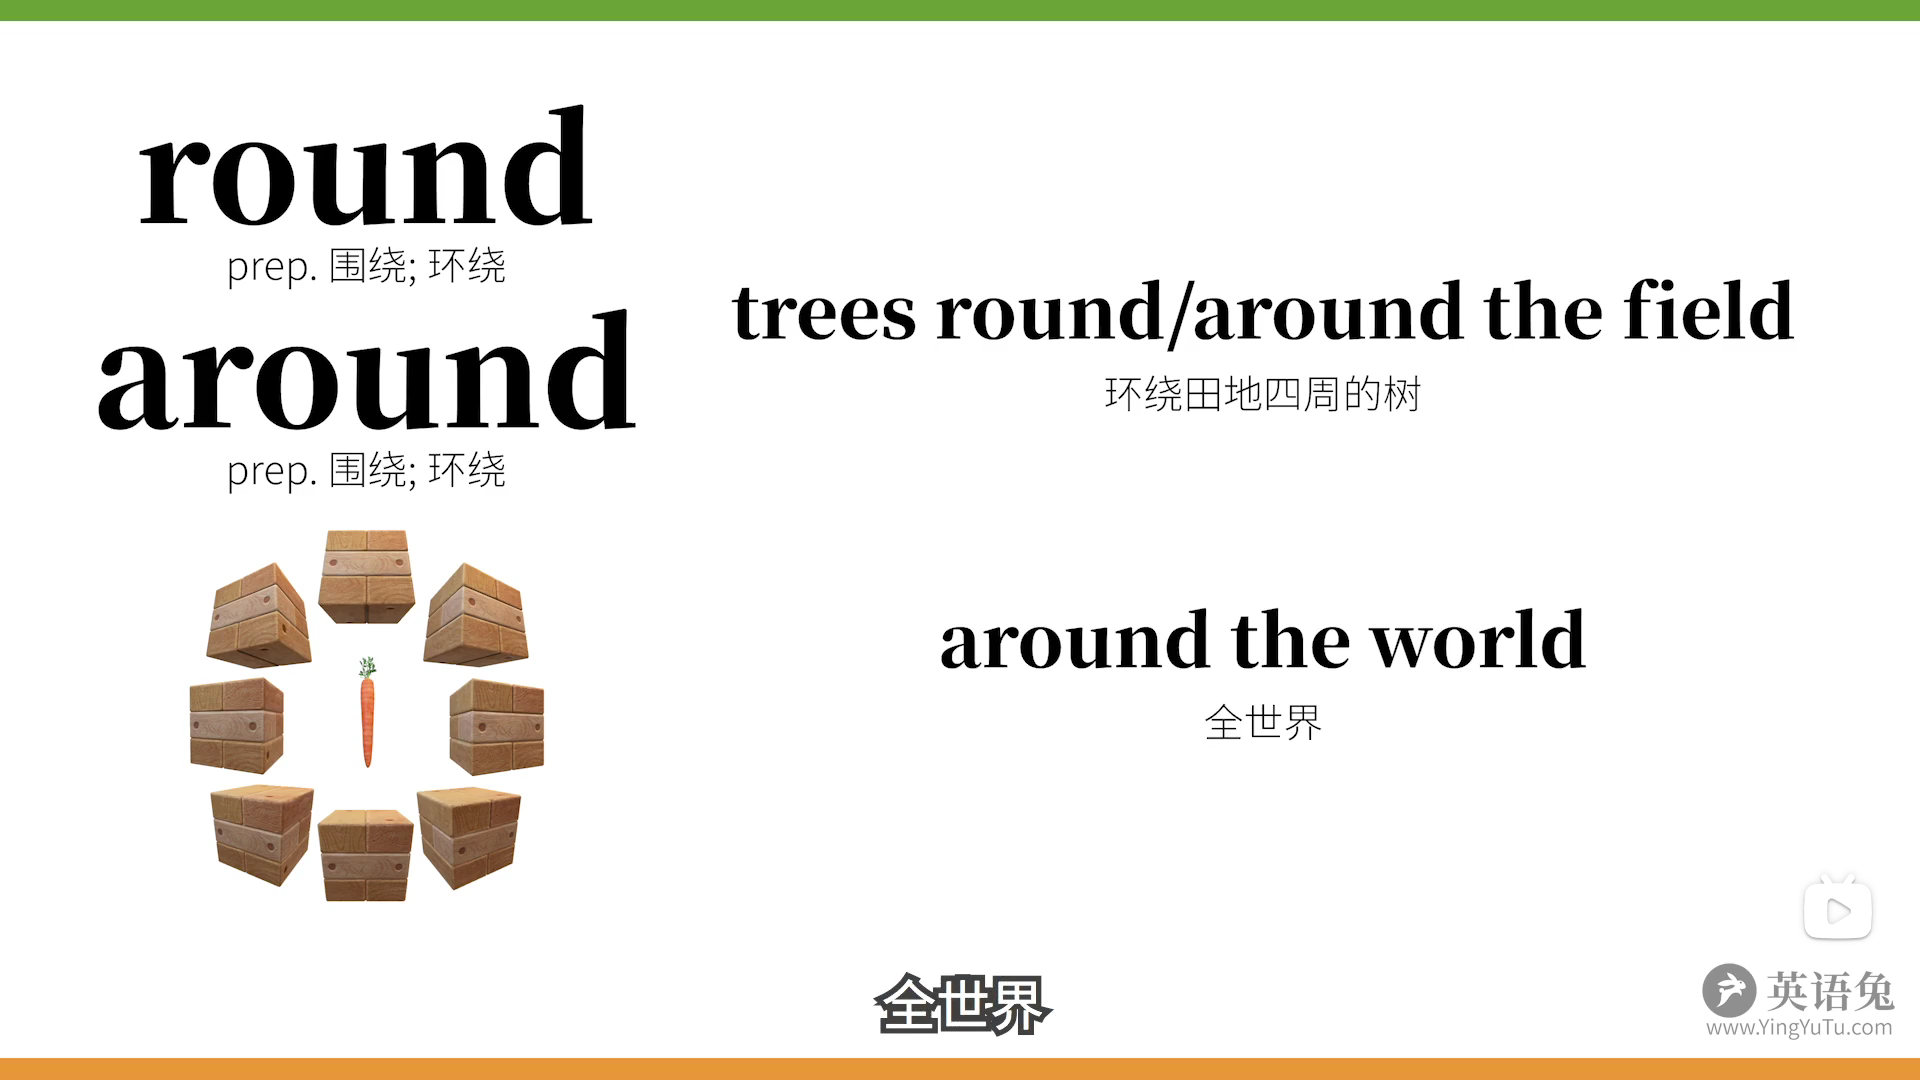 round
prep. 围绕; 环绕
around
prep. 围绕; 环绕
trees round/around the field
环绕田地四周的树
around the world
全世界
全世界
英语兔
www.YingYuTu.com